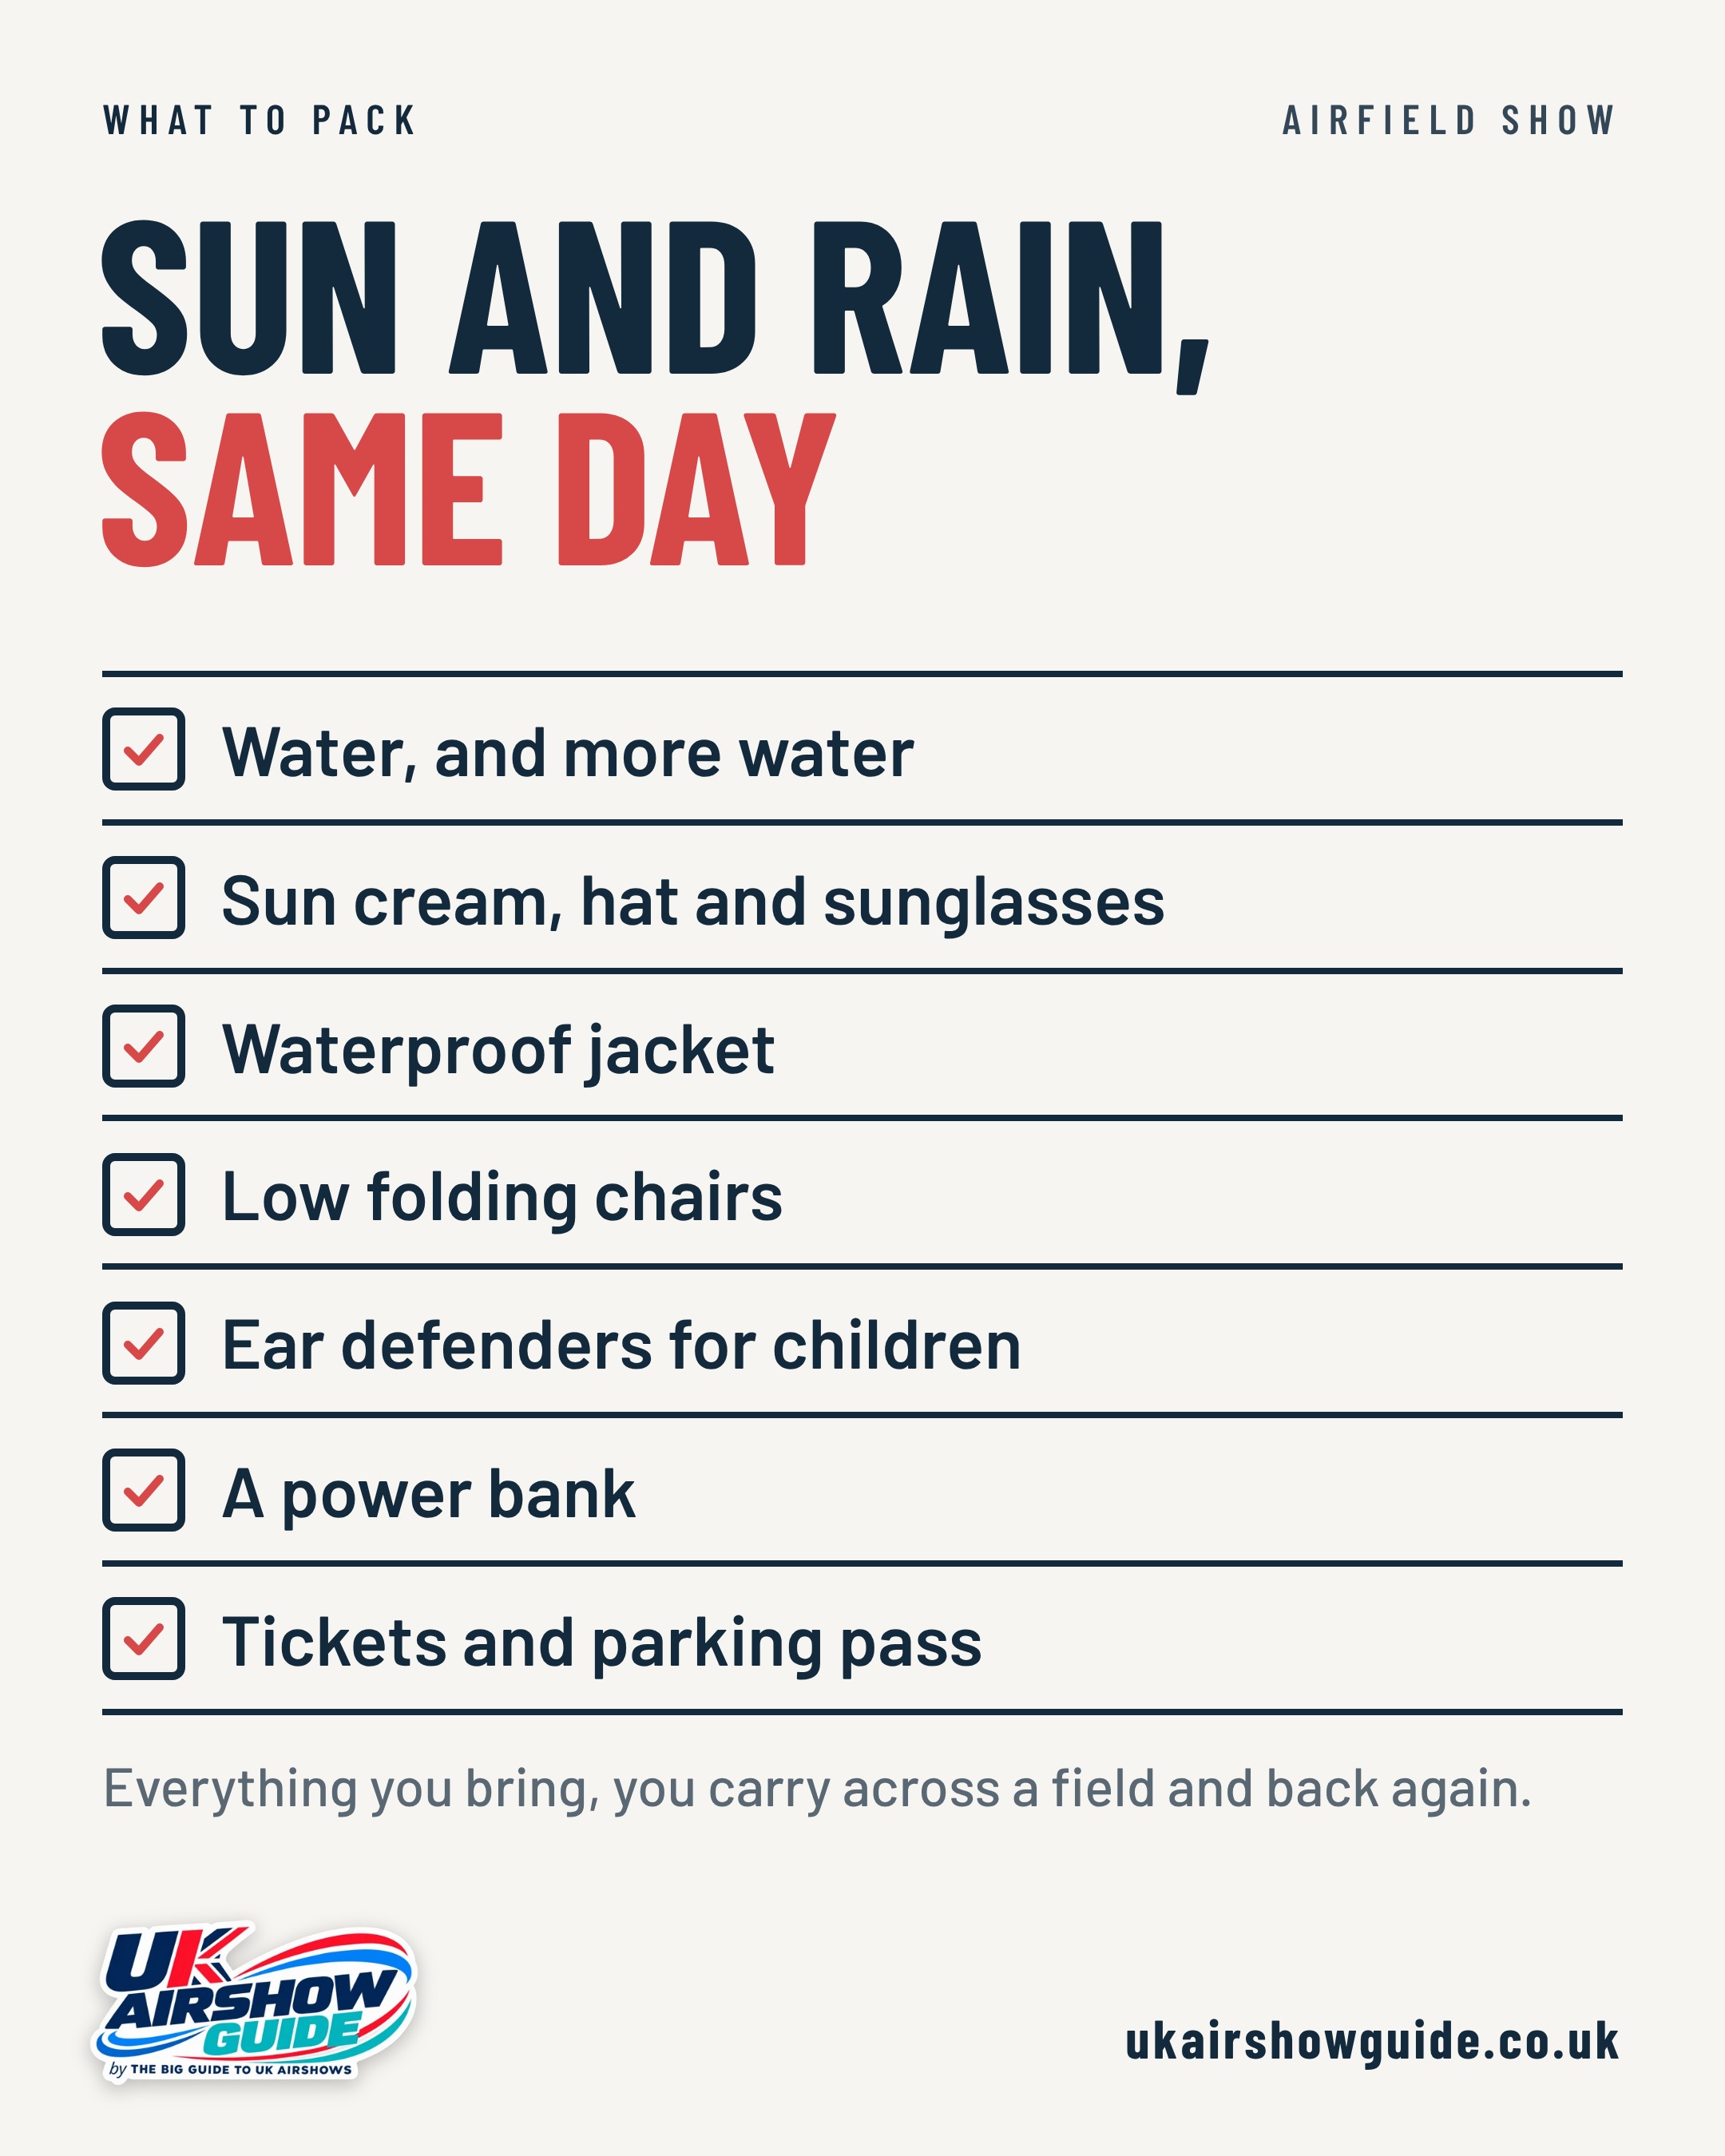 WHAT TO PACK
AIRFIELD SHOW
SUN AND RAIN,
SAME DAY
Water, and more water
Sun cream, hat and sunglasses
Waterproof jacket
Low folding chairs
Ear defenders for children
A power bank
Tickets and parking pass
Everything you bring, you carry across a field and back again.
UK
AIRSHOW
GUIDE
by THE BIG GUIDE TO UK AIRSHOWS
ukairshowguide.co.uk